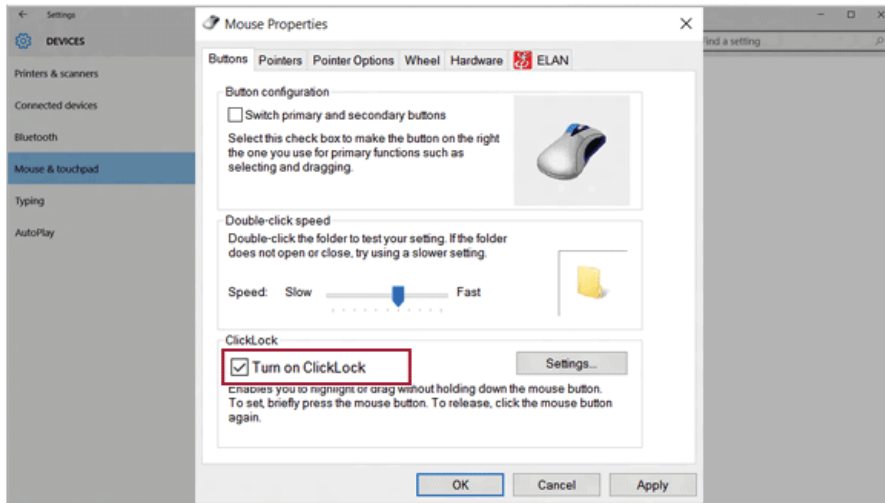 Settings
DEVICES
Find a setting
Printers & scanners
Connected devices
Bluetooth
Mouse & touchpad
Typing
AutoPlay
Mouse Properties
Buttons Pointers Pointer Options Wheel Hardware ELAN
Button configuration
Switch primary and secondary buttons
Select this check box to make the button on the right
the one you use for primary functions such as
selecting and dragging.
Double-click speed
Double-click the folder to test your setting. If the folder
does not open or close, try using a slower setting.
Speed: Slow Fast
ClickLock
Turn on ClickLock Settings...
Enables you to highlight or drag without holding down the mouse button.
To set, briefly press the mouse button. To release, click the mouse button
again.
OK Cancel Apply